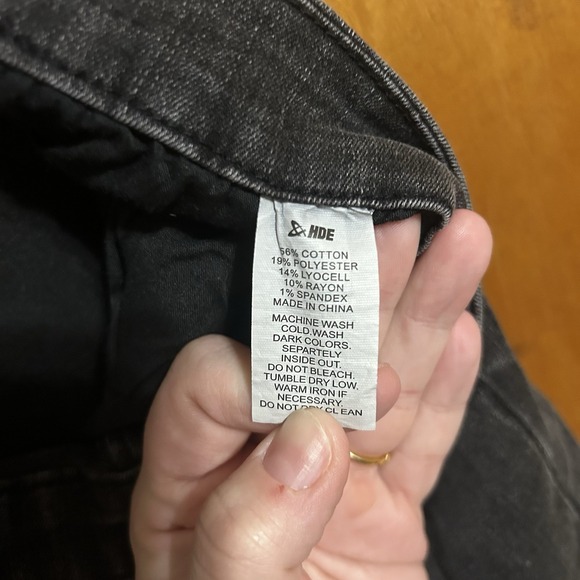 HDE
56% COTTON
19% POLYESTER
14% LYOCELL
10% RAYON
1% SPANDEX
MADE IN CHINA
MACHINE WASH
COLD.WASH
DARK COLORS.
SEPARTELY
INSIDE OUT.
DO NOT BLEACH.
TUMBLE DRY LOW.
WARM IRON IF
NECESSARY.
DO NOT DRY CLEAN